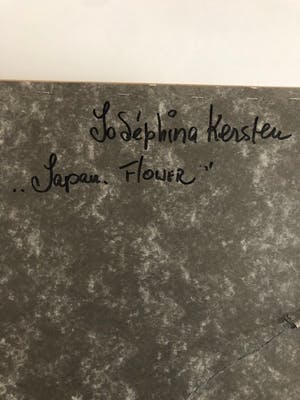 Joséphina Kersten
„Japan. FLOWER"